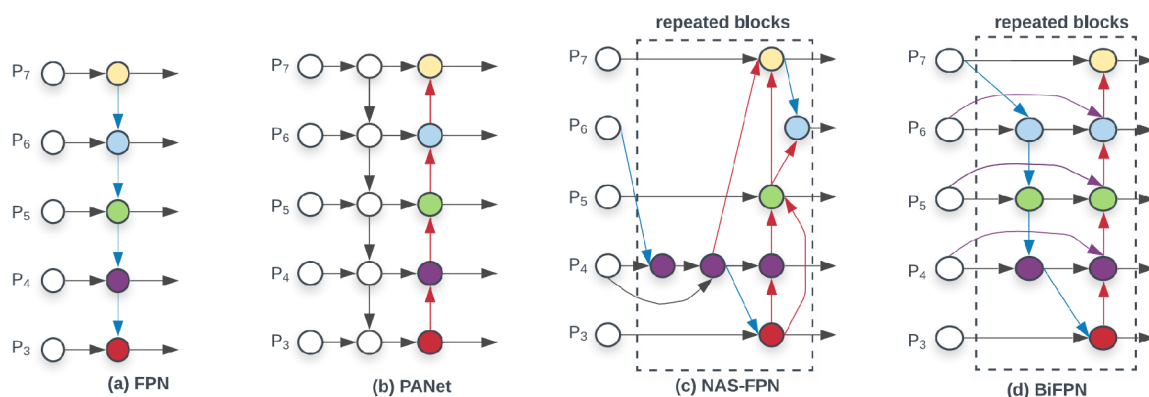 repeated blocks
repeated blocks
P7
P7
P7
P7
P6
P6
P6
P6
P5
P5
P5
P5
P4
P4
P4
P4
P3
P3
P3
P3
(a) FPN
(b) PANet
(c) NAS-FPN
(d) BiFPN